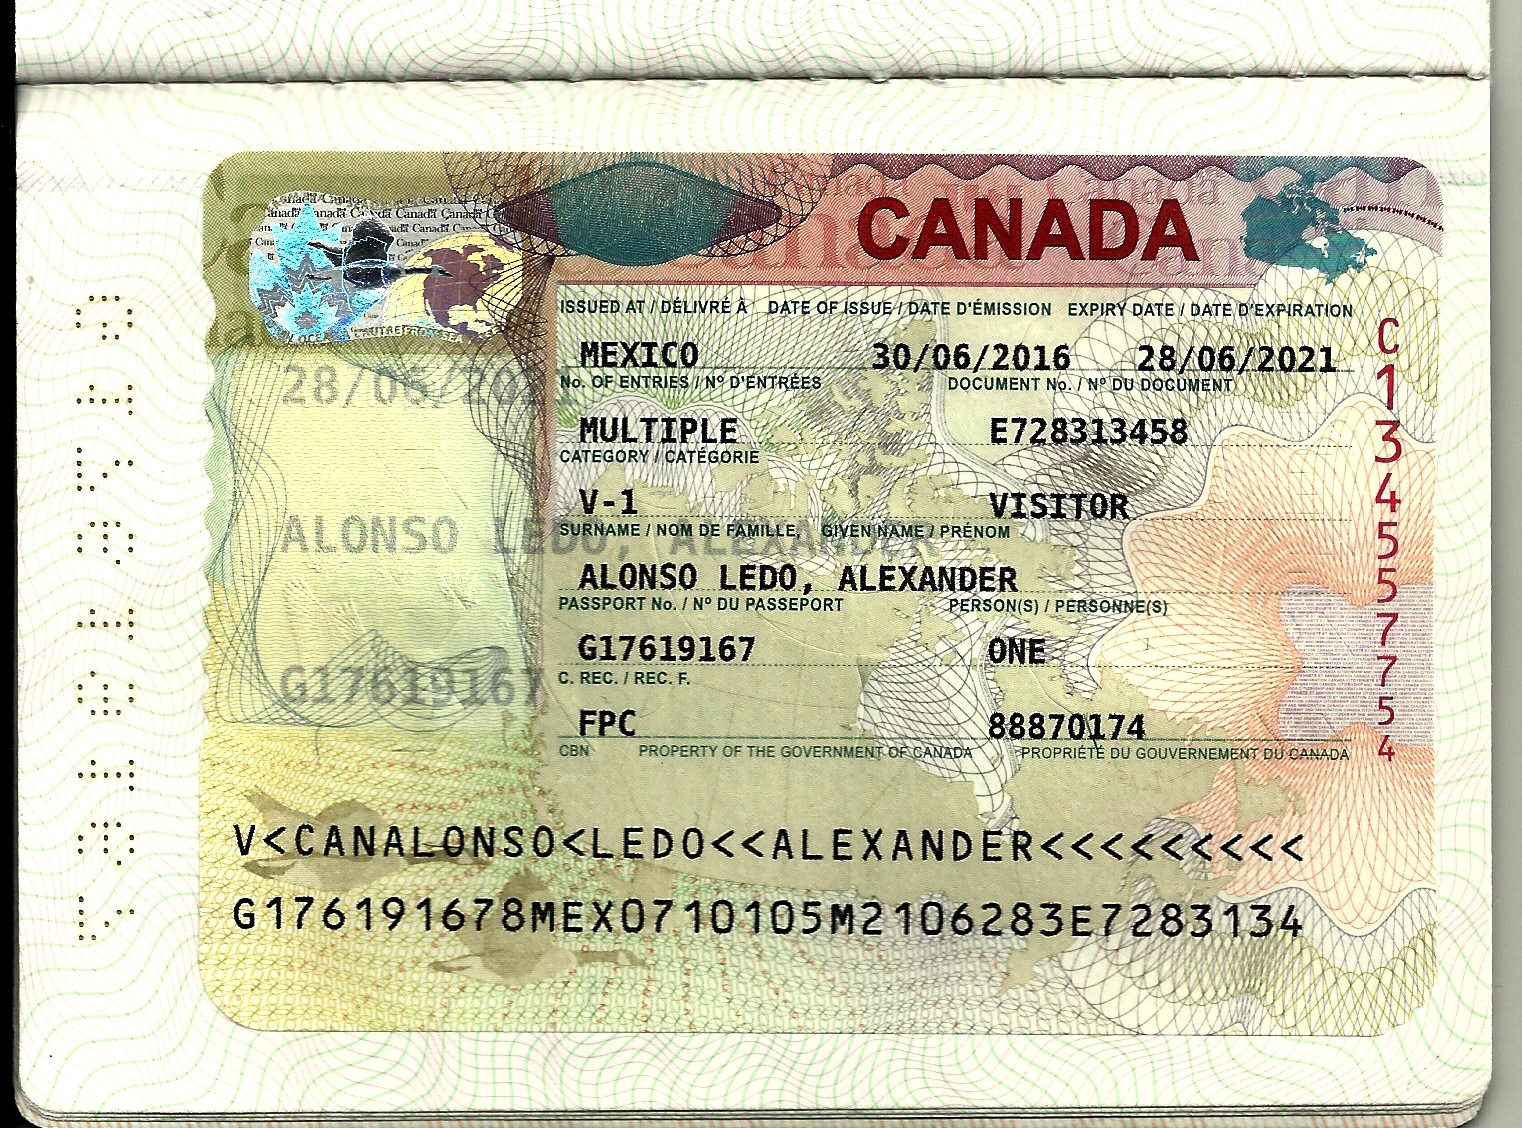 CANADA
ISSUED AT / DÉLIVRÉ À DATE OF ISSUE / DATE D'ÉMISSION EXPIRY DATE / DATE D'EXPIRATION
MEXICO 30/06/2016 28/06/2021
No. OF ENTRIES / Nº D'ENTRÉES DOCUMENT No. / Nº DU DOCUMENT
MULTIPLE E728313458
CATEGORY / CATÉGORIE
V-1 VISITOR
SURNAME / NOM DE FAMILLE, GIVEN NAME / PRÉNOM
ALONSO LEDO, ALEXANDER
PASSPORT No. / Nº DU PASSEPORT PERSON(S) / PERSONNE(S)
G17619167 ONE
C. REC. / REC. F.
FPC 88870174
CBN PROPERTY OF THE GOVERNMENT OF CANADA PROPRIÉTÉ DU GOUVERNEMENT DU CANADA
28/06/2021
ALONSO LEDO, ALEXANDER
G17619167
C134557754
V<CANALONSO<LEDO<<ALEXANDER<<<<<<<<<
G176191678MEX0710105M2106283E7283134